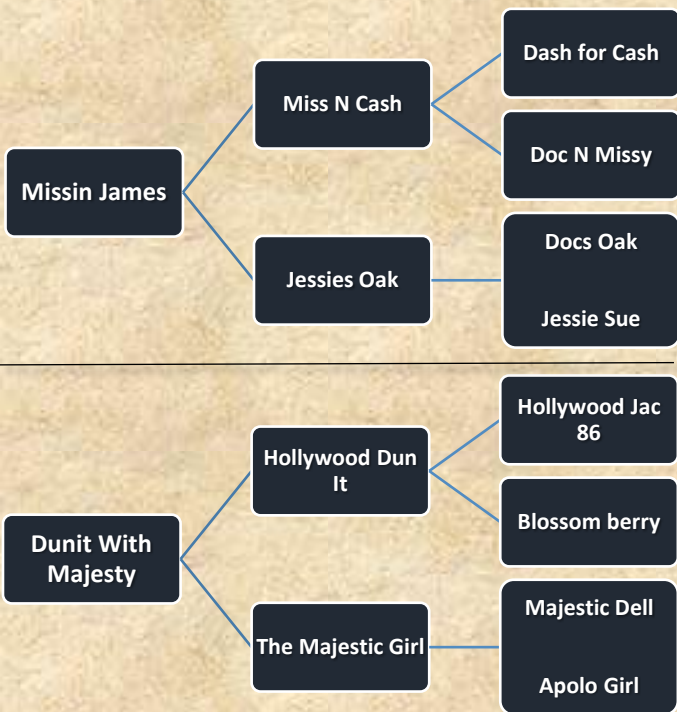 Dash for Cash
Miss N Cash
Doc N Missy
Missin James
Docs Oak
Jessies Oak
Jessie Sue
Hollywood Jac
86
Hollywood Dun
It
Blossom berry
Dunit With
Majesty
Majestic Dell
The Majestic Girl
Apolo Girl